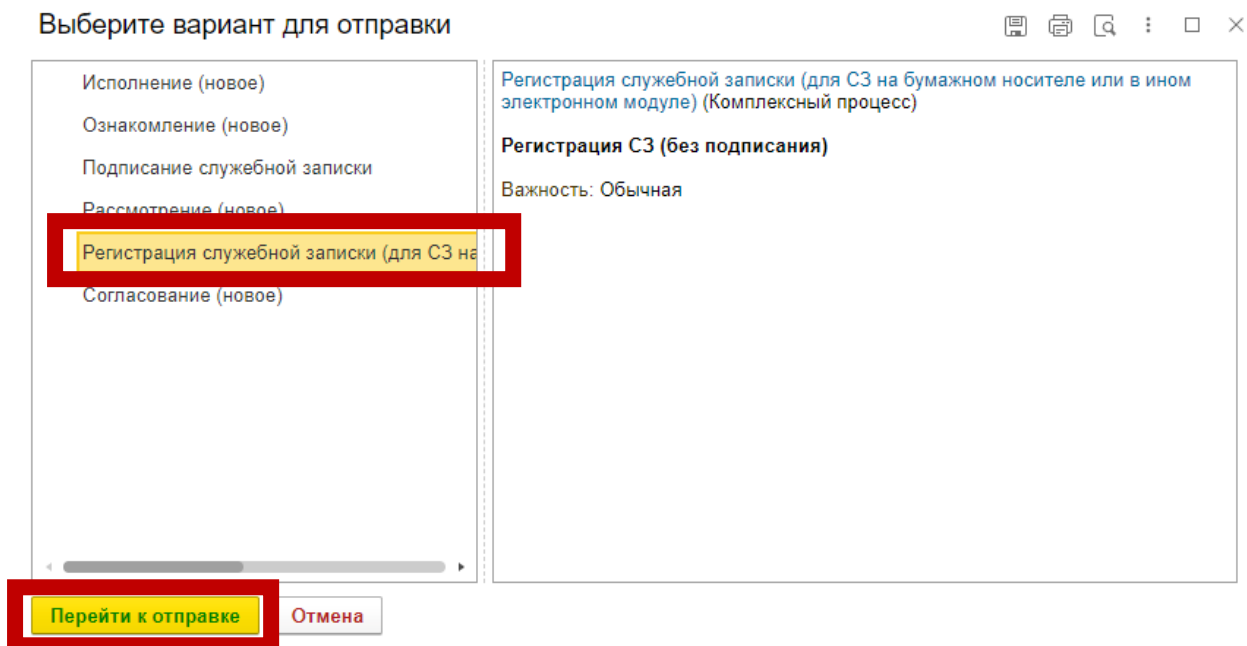 Выберите вариант для отправки
Исполнение (новое)
Ознакомление (новое)
Подписание служебной записки
Рассмотрение (новое)
Регистрация служебной записки (для СЗ на
Согласование (новое)
Регистрация служебной записки (для СЗ на бумажном носителе или в ином
электронном модуле) (Комплексный процесс)
Регистрация СЗ (без подписания)
Важность: Обычная
Перейти к отправке
Отмена